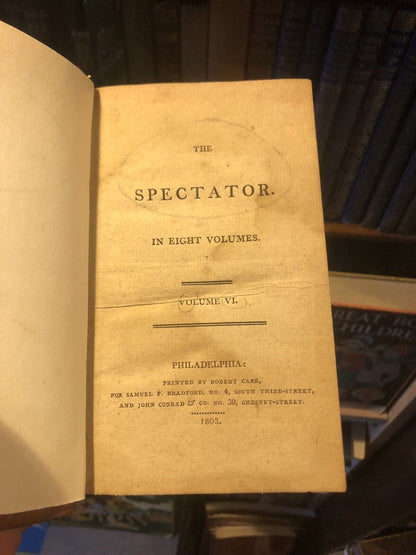 THE
SPECTATOR.
IN EIGHT VOLUMES.
VOLUME VI.
PHILADELPHIA:
PRINTED BY ROBERT CARR,
FOR SAMUEL F. BRADFORD, NO. 4, SOUTH THIRD-STREET,
AND JOHN CONRAD & CO. NO. 30, CHESNUT-STREET.
1803.
CHILDRE